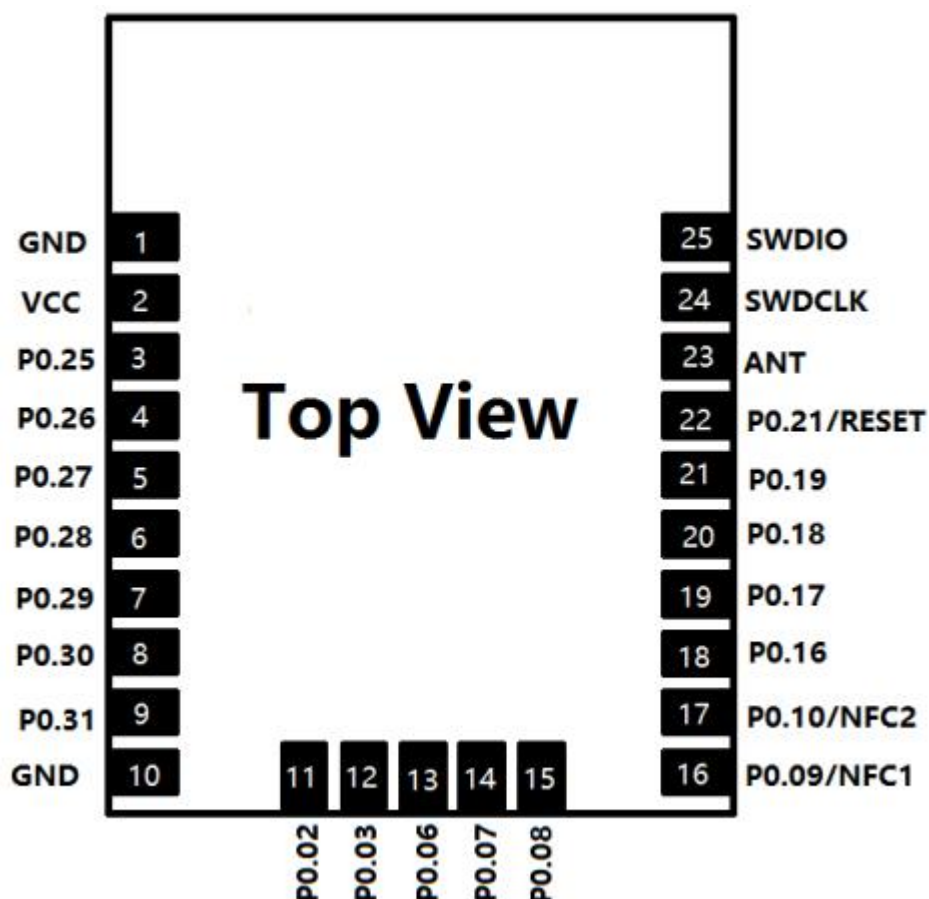 GND 1 25 SWDIO
VCC 2 24 SWDCLK
P0.25 3 23 ANT
Top View
P0.26 4 22 P0.21/RESET
P0.27 5 21 P0.19
P0.28 6 20 P0.18
P0.29 7 19 P0.17
P0.30 8 18 P0.16
P0.31 9 17 P0.10/NFC2
GND 10 11 12 13 14 15 16 P0.09/NFC1
P0.02
P0.03
P0.06
P0.07
P0.08